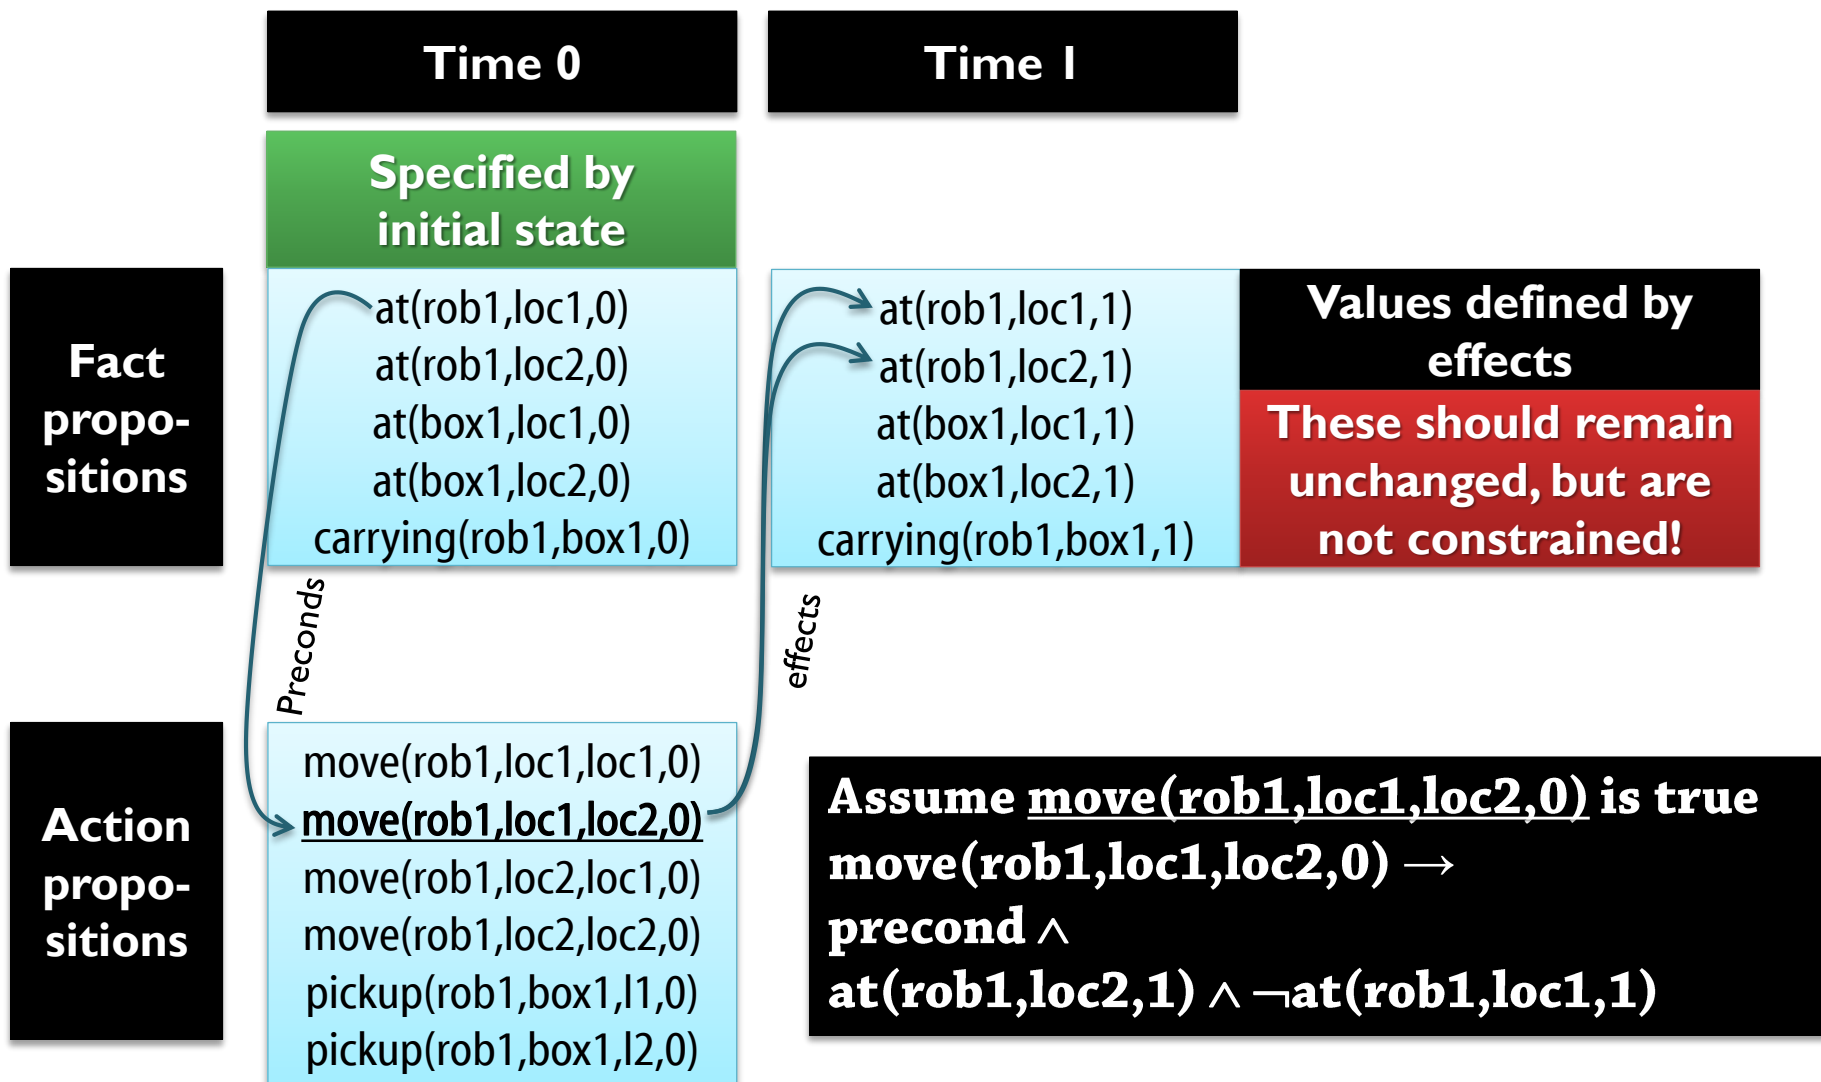 Time 0
Time 1
Specified by
initial state
Fact
propo-
sitions
at(rob1,loc1,0)
at(rob1,loc2,0)
at(box1,loc1,0)
at(box1,loc2,0)
carrying(rob1,box1,0)
at(rob1,loc1,1)
at(rob1,loc2,1)
at(box1,loc1,1)
at(box1,loc2,1)
carrying(rob1,box1,1)
Values defined by
effects
These should remain
unchanged, but are
not constrained!
Preconds
effects
Action
propo-
sitions
move(rob1,loc1,loc1,0)
move(rob1,loc1,loc2,0)
move(rob1,loc2,loc1,0)
move(rob1,loc2,loc2,0)
pickup(rob1,box1,l1,0)
pickup(rob1,box1,l2,0)
Assume move(rob1,loc1,loc2,0) is true
move(rob1,loc1,loc2,0) →
precond ∧
at(rob1,loc2,1) ∧ ¬at(rob1,loc1,1)